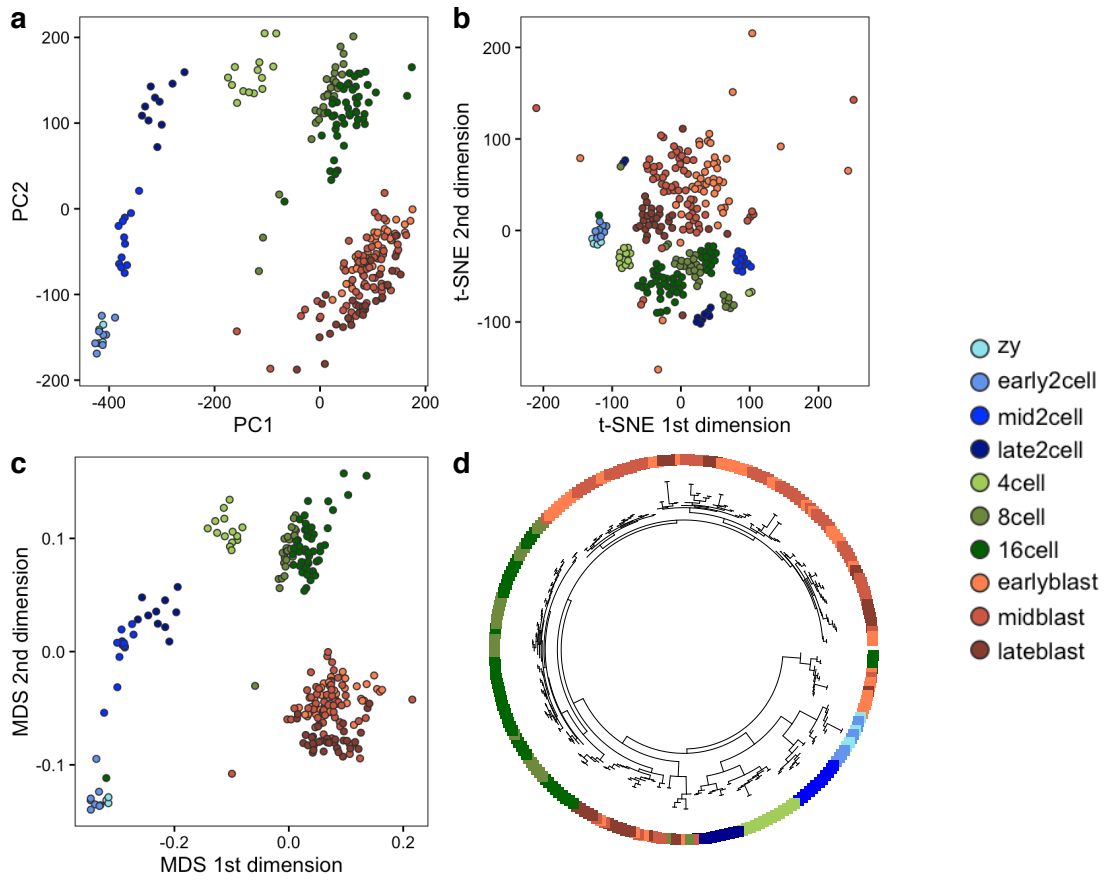 a
200
100
0
-100
-200
PC2
-400
-200
0
200
PC1
b
200
100
0
-100
t-SNE 2nd dimension
-200
-100
0
100
200
t-SNE 1st dimension
c
0.1
0.0
-0.1
MDS 2nd dimension
-0.2
0.0
0.2
MDS 1st dimension
d
zy
early2cell
mid2cell
late2cell
4cell
8cell
16cell
earlyblast
midblast
lateblast